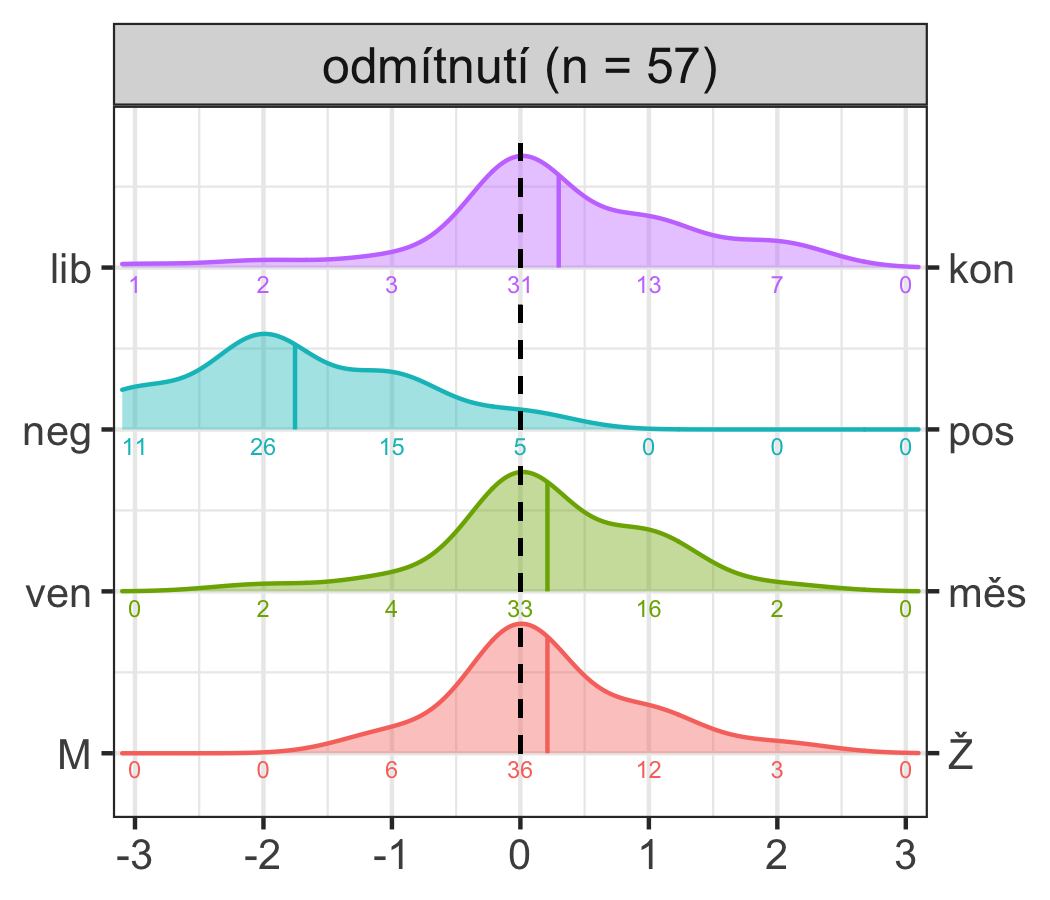 odmítnutí (n = 57)
lib kon
1 2 3 31 13 7 0
neg pos
11 26 15 5 0 0 0
ven měs
0 2 4 33 16 2 0
M Ž
0 0 6 36 12 3 0
-3 -2 -1 0 1 2 3